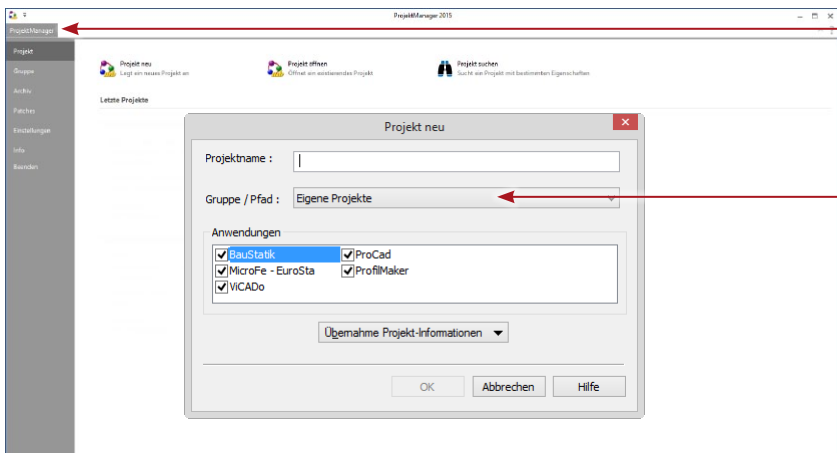 ProjektManager 2015
ProjektManager
Projekt
Gruppe
Archiv
Patches
Einstellungen
Info
Beenden
Projekt neu
Legt ein neues Projekt an
Projekt öffnen
Öffnet ein existierendes Projekt
Projekt suchen
Sucht ein Projekt mit bestimmten Eigenschaften
Letzte Projekte
Projekt neu
Projektname :
Gruppe / Pfad : Eigene Projekte
Anwendungen
BauStatik
ProCad
MicroFe - EuroSta
ProfilMaker
ViCADo
Übernahme Projekt-Informationen
OK Abbrechen Hilfe